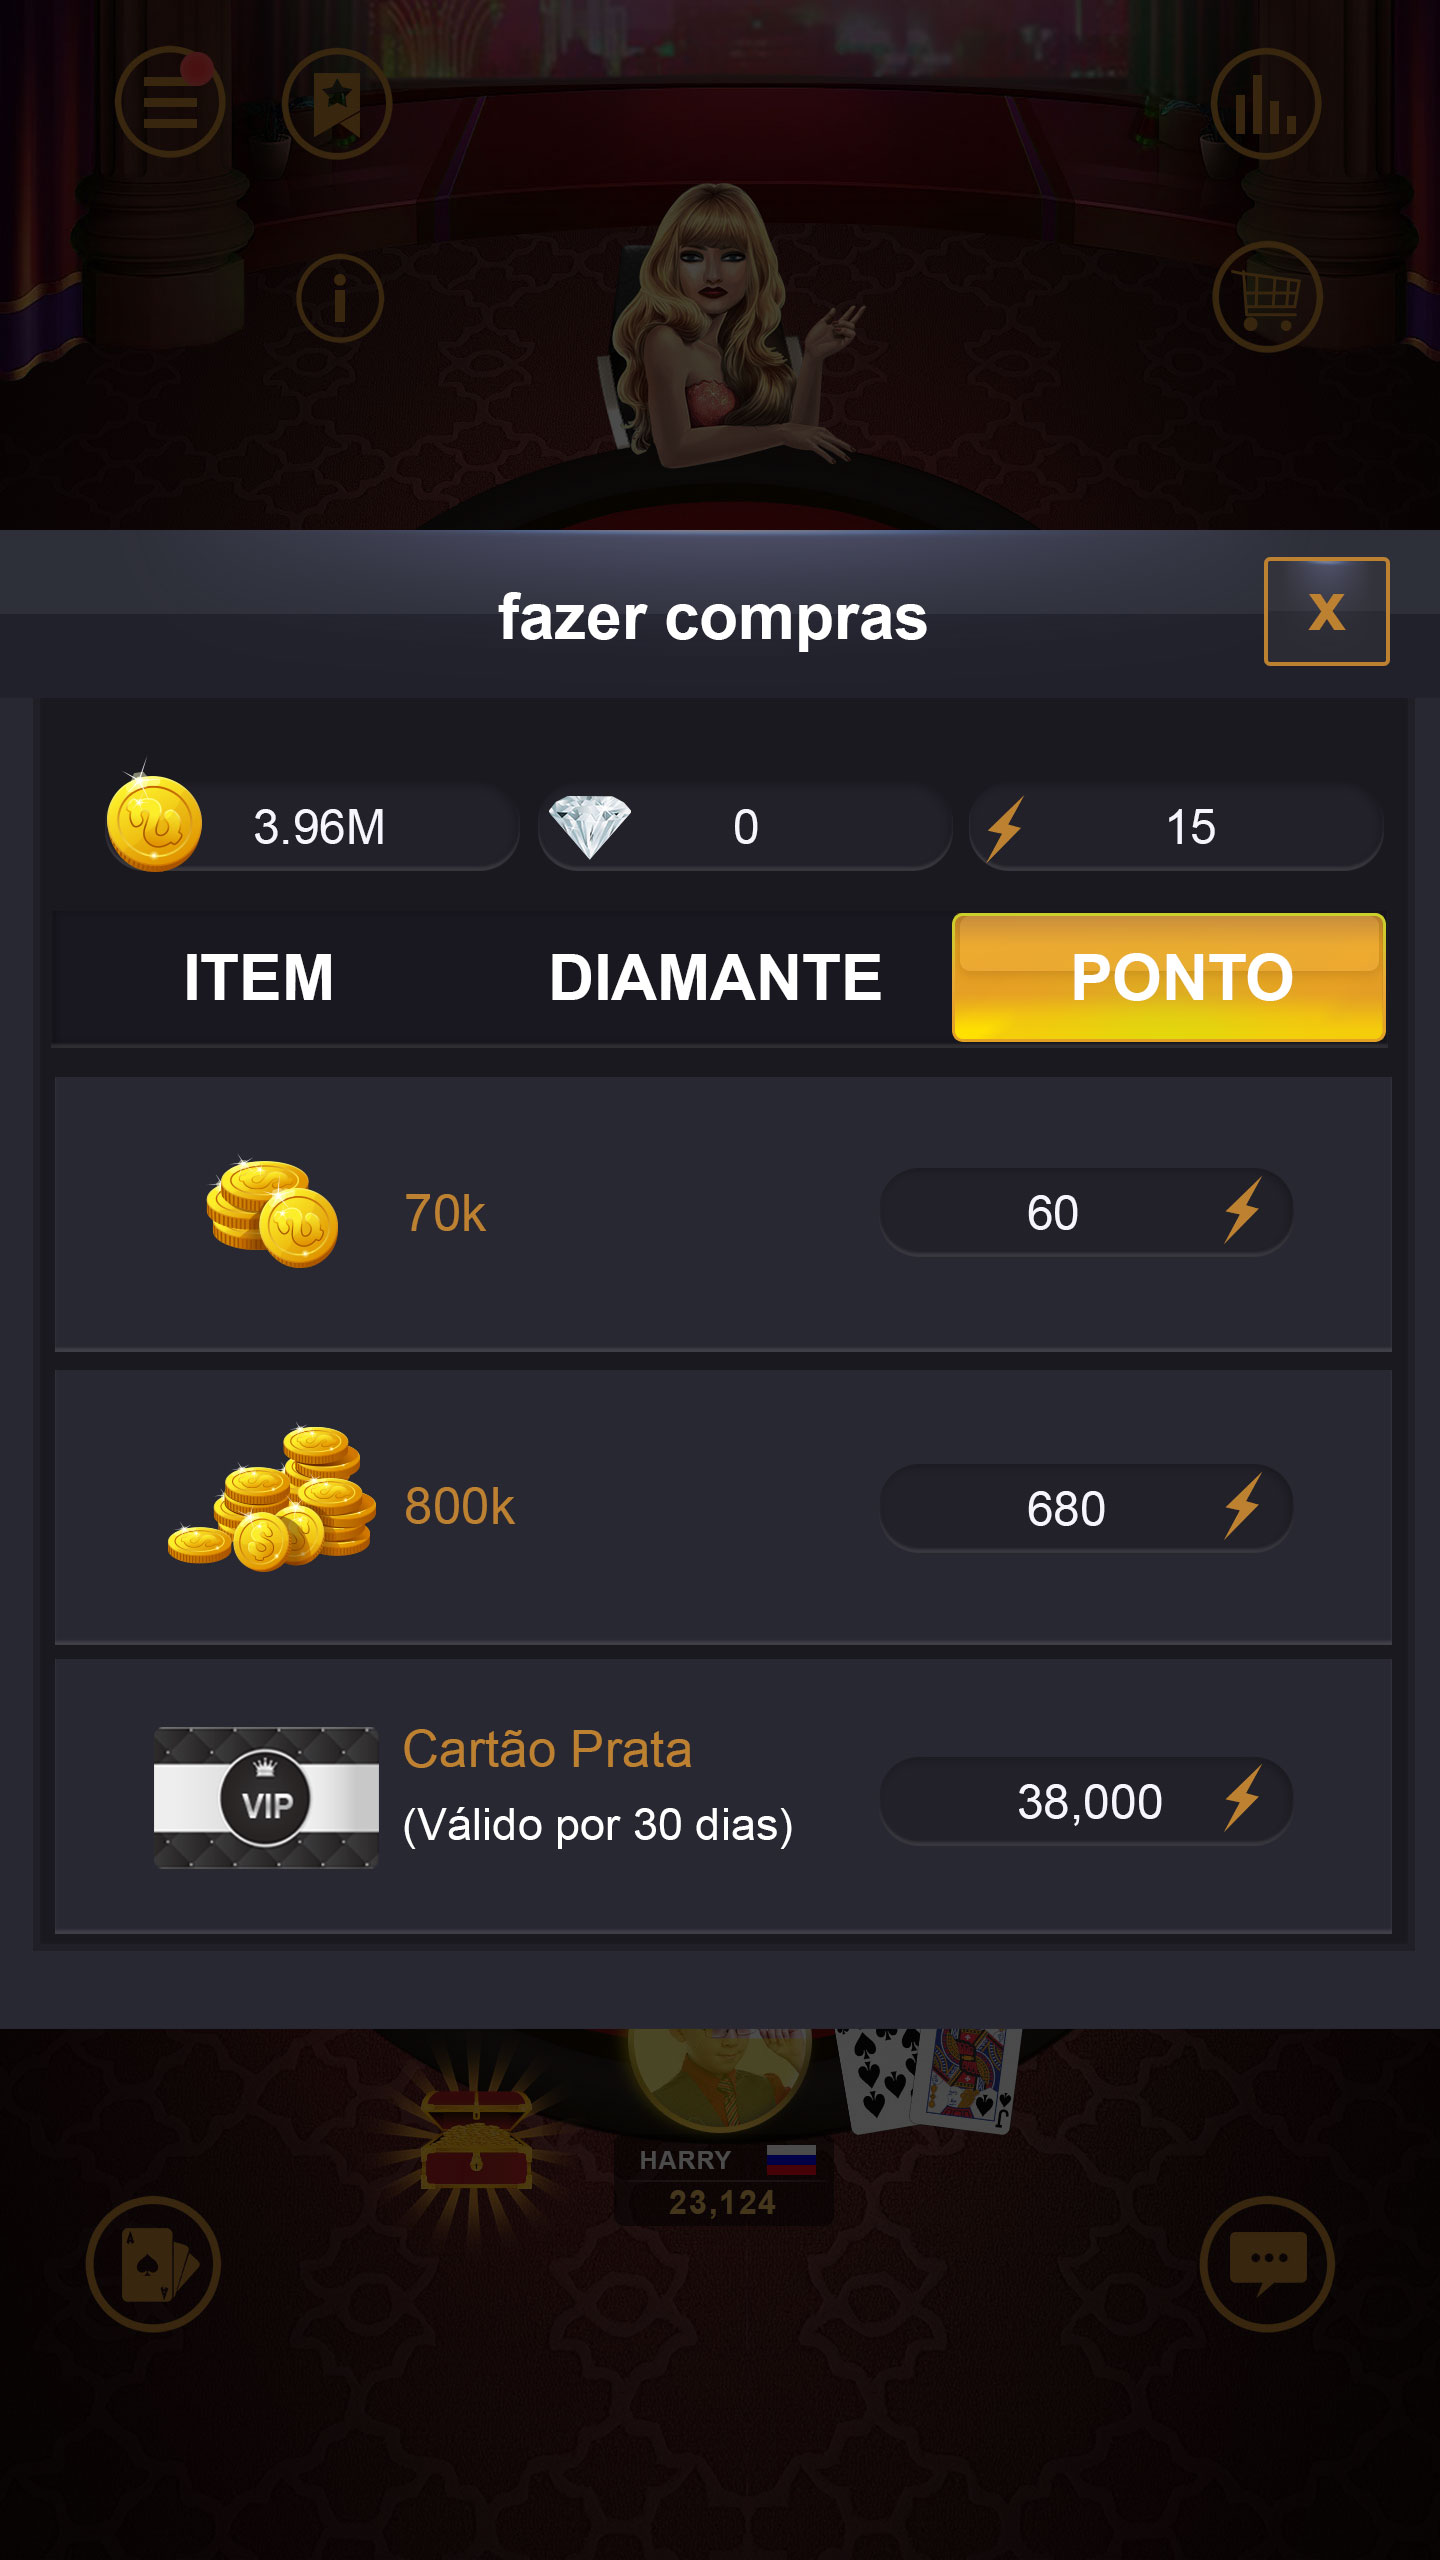 fazer compras
X
3.96M
0
15
ITEM
DIAMANTE
PONTO
70k
60
800k
680
VIP
Cartão Prata
(Válido por 30 dias)
38,000
HARRY
23,124